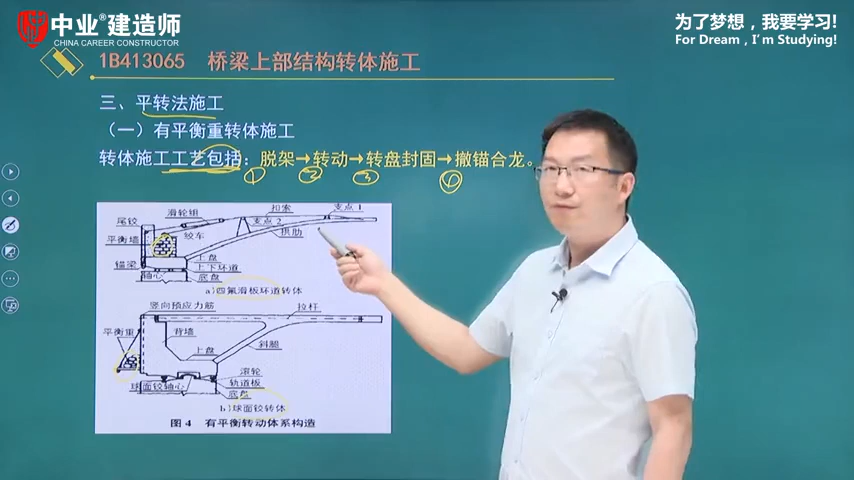 中业®建造师
CHINA CAREER CONSTRUCTOR
为了梦想，我要学习!
For Dream , I'm Studying!
1B413065 桥梁上部结构转体施工
三、平转法施工
（一）有平衡重转体施工
转体施工工艺包括：脱架→转动→转盘封固→撤锚合龙。
① ② ③ ④
尾铰
滑轮组
扣索
支点 1
平衡墙
绞车
支点 2
拱肋
锚梁
轴心
上盘
上下环道
底盘
a)四氟滑板环道转体
竖向预应力筋
拉杆
平衡重
背墙
上盘
斜腿
滚轮
球面铰轴心
轨道板
底盘
b)球面铰转体
图 4 有平衡转动体系构造